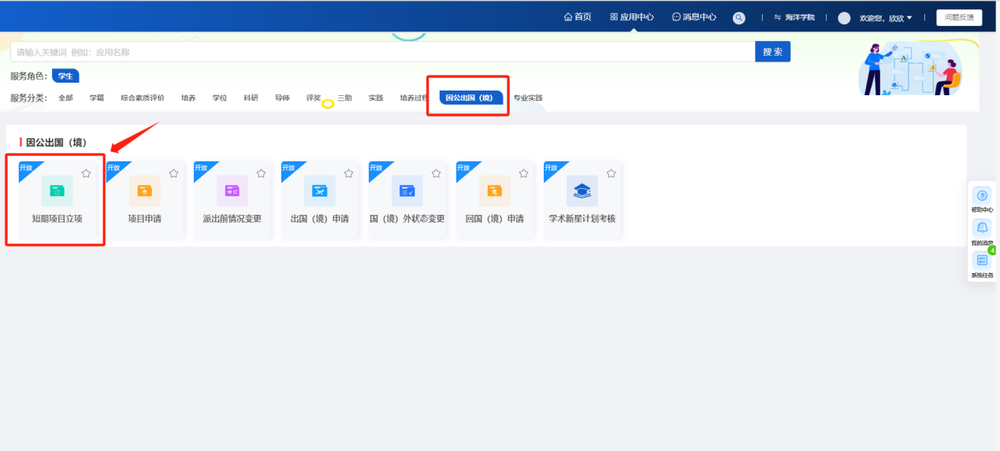 首页 应用中心 消息中心 海洋学院 欢迎您，欣欣 问题反馈
请输入关键词 例如：应用名称 搜索
服务角色： 学生
服务分类： 全部 学籍 综合素质评价 培养 学位 科研 导师 评奖 三助 实践 培养过程 因公出国（境） 专业实践
因公出国（境）
开放 开放 开放 开放 开放 开放 开放
短期项目立项 项目申请 派出前情况变更 出国（境）申请 国（境）外状态变更 回国（境）申请 学术新星计划考核
帮助中心
我的消息
4
系统任务